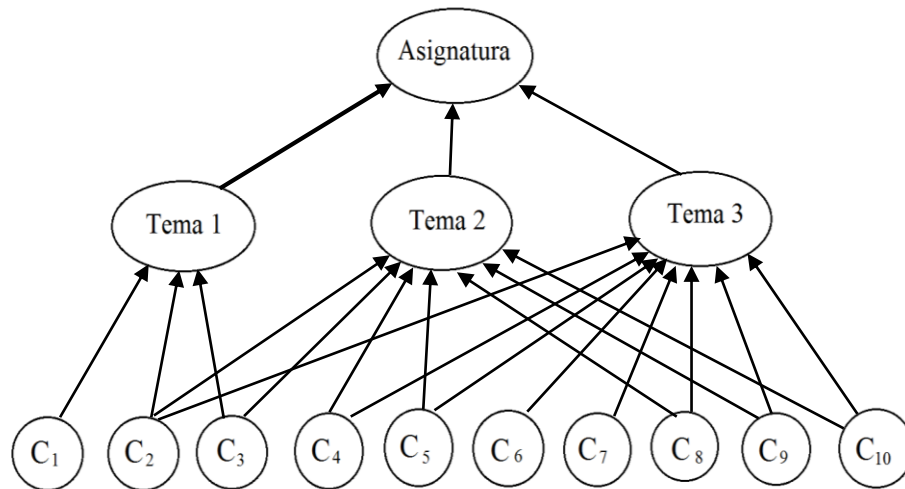 Asignatura
Tema 1
Tema 2
Tema 3
C₁
C₂
C₃
C₄
C₅
C₆
C₇
C₈
C₉
C₁₀